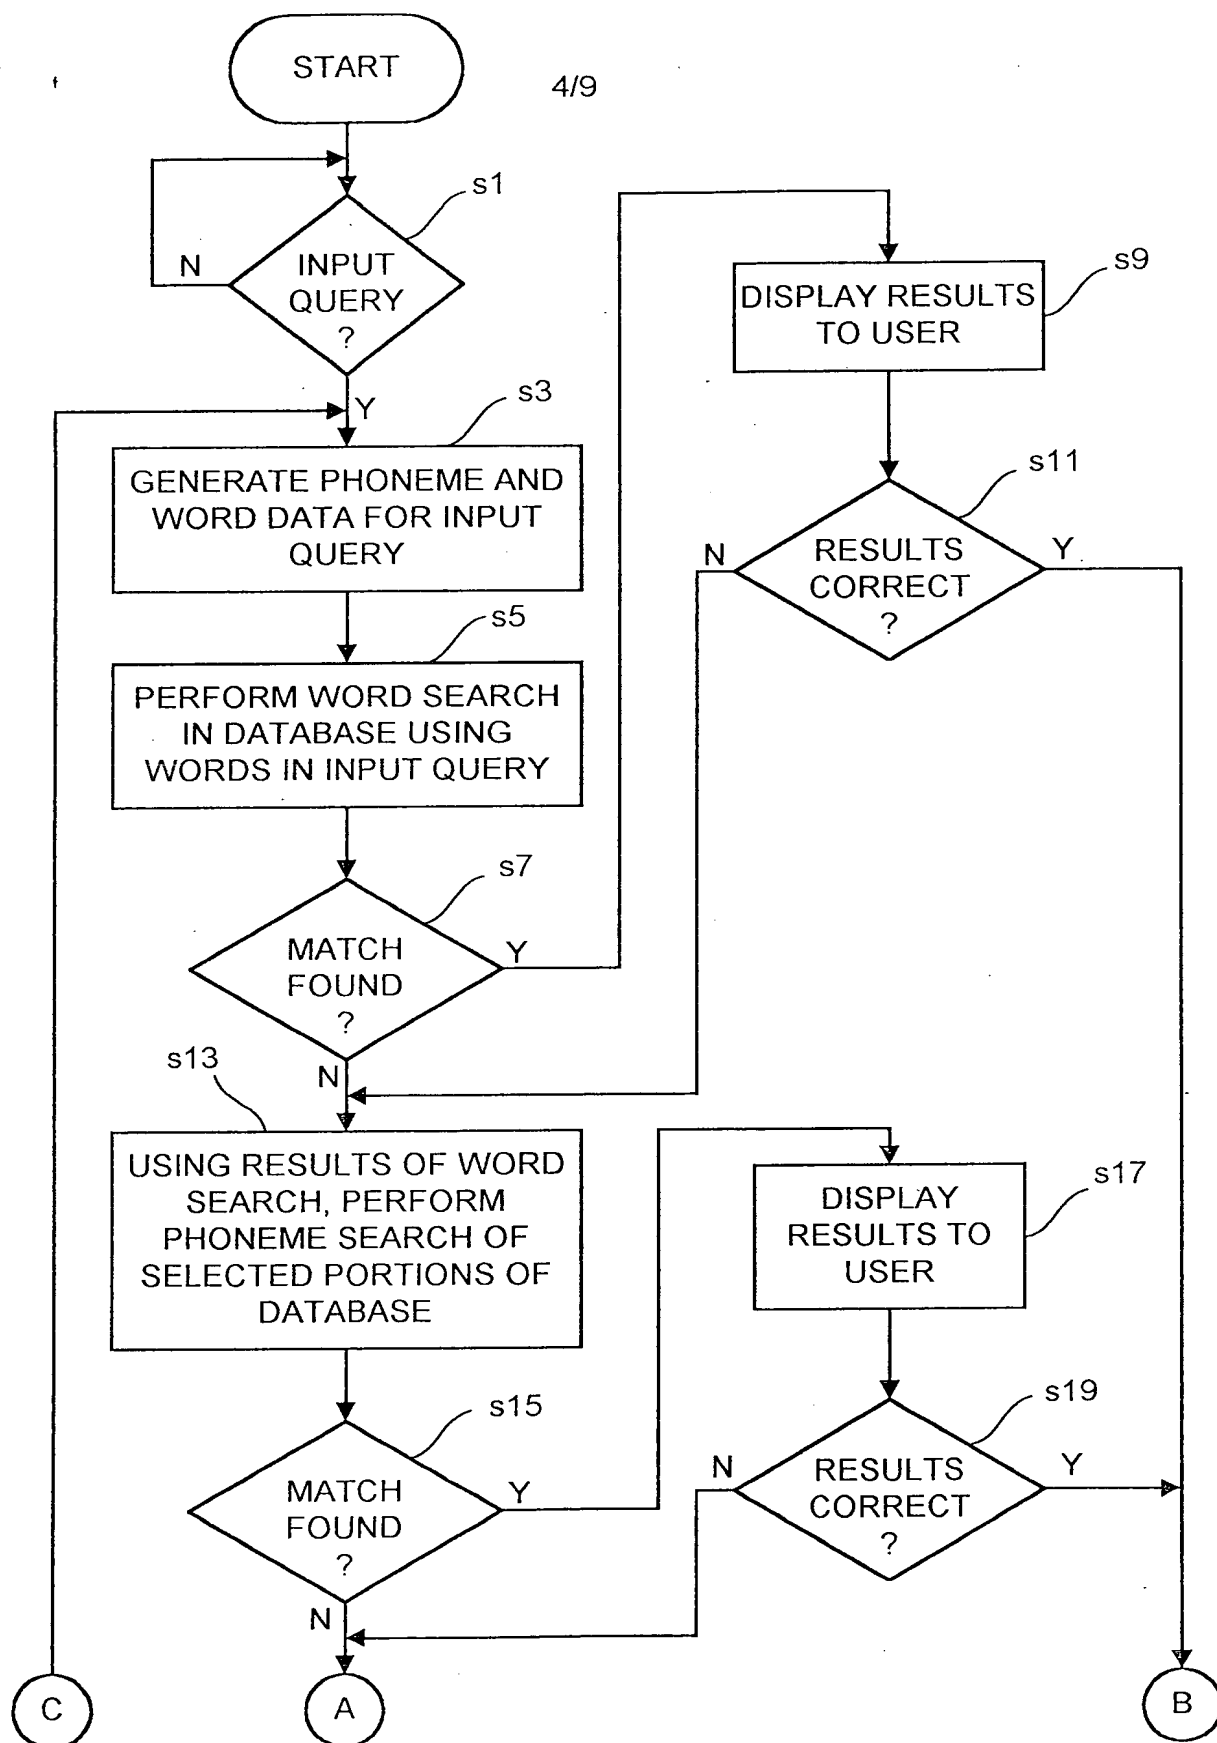 START
4/9
s1
N
INPUT
QUERY
?
Y
s3
GENERATE PHONEME AND
WORD DATA FOR INPUT
QUERY
s5
PERFORM WORD SEARCH
IN DATABASE USING
WORDS IN INPUT QUERY
s7
MATCH
FOUND
?
Y
N
s9
DISPLAY RESULTS
TO USER
s11
N
RESULTS
CORRECT
?
Y
s13
USING RESULTS OF WORD
SEARCH, PERFORM
PHONEME SEARCH OF
SELECTED PORTIONS OF
DATABASE
s15
MATCH
FOUND
?
Y
N
s17
DISPLAY
RESULTS TO
USER
s19
N
RESULTS
CORRECT
?
Y
C
A
B